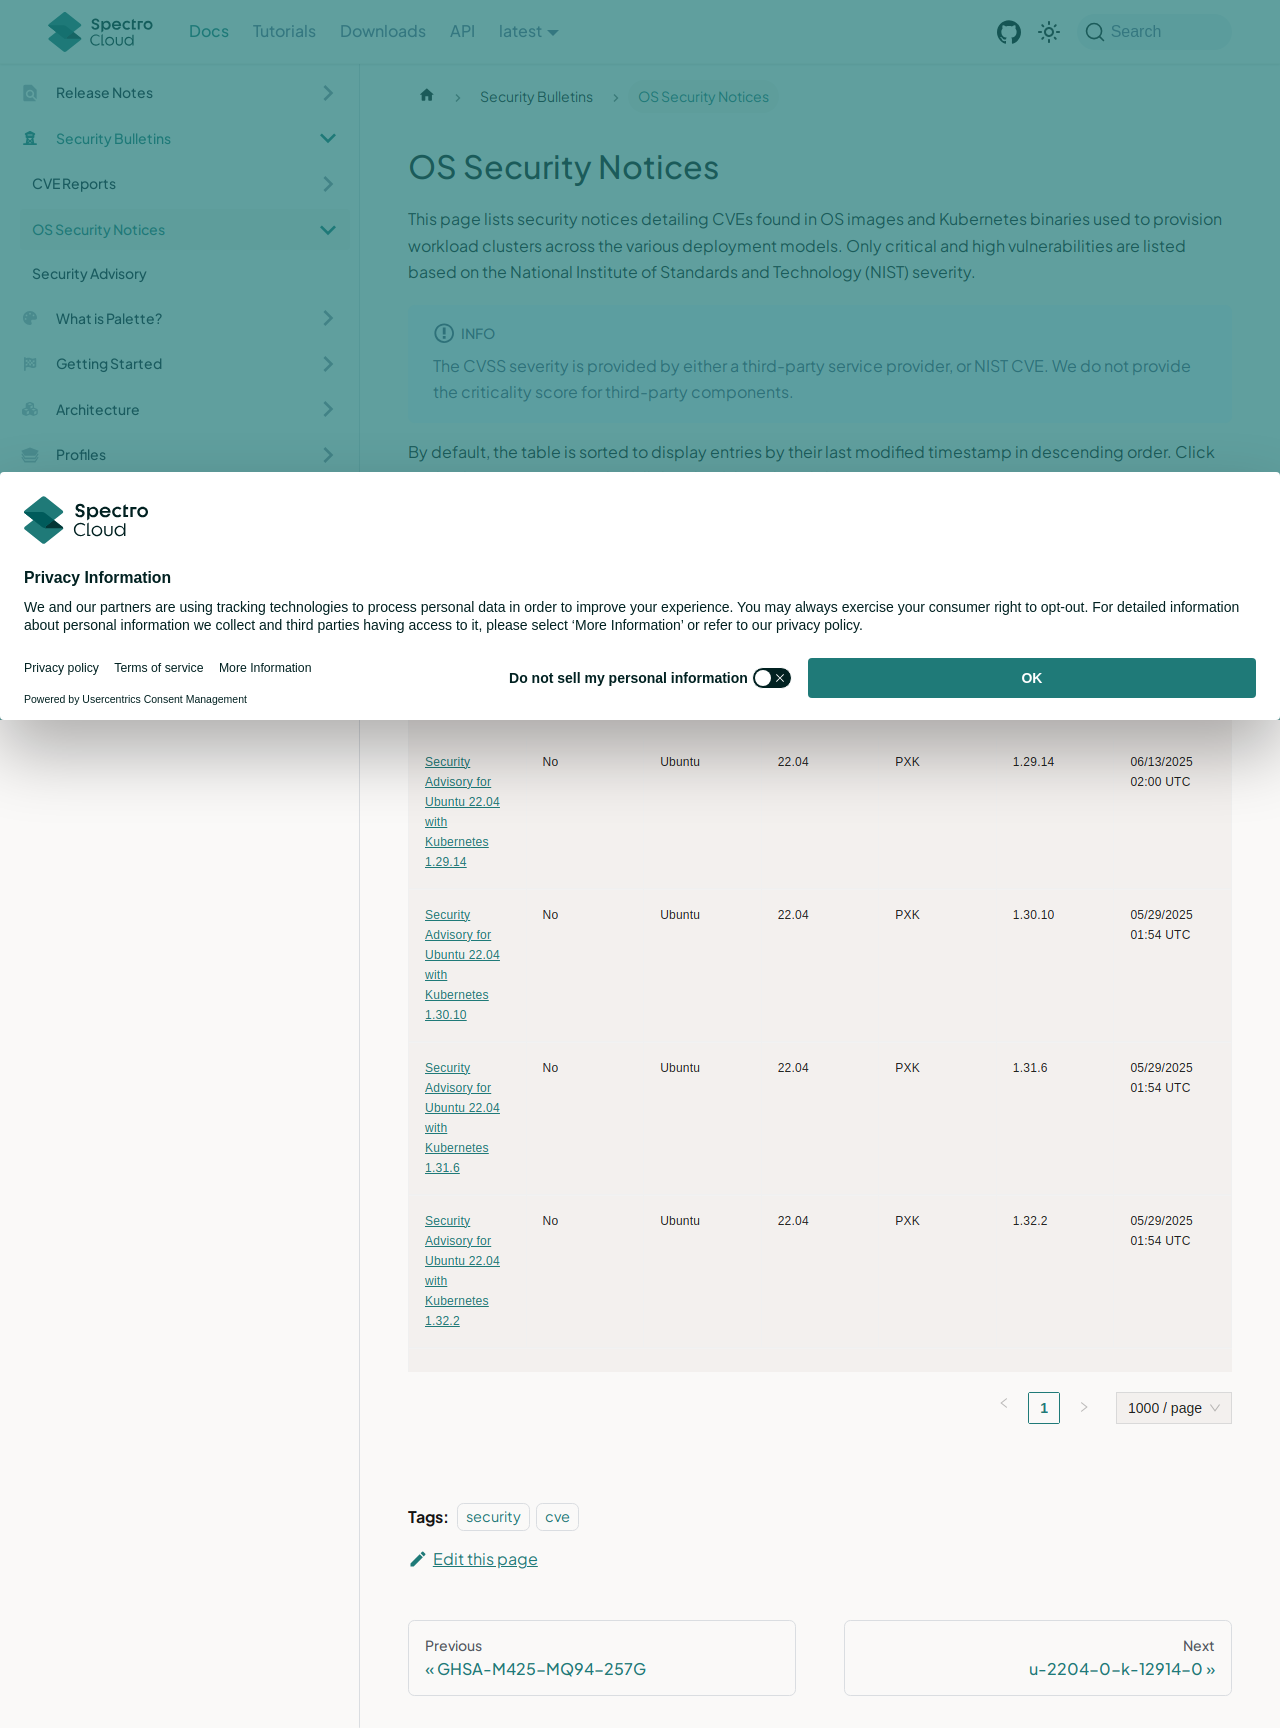 Spectro Cloud
Docs
Tutorials
Downloads
API
latest
Search
Release Notes
Security Bulletins
CVE Reports
OS Security Notices
Security Advisory
What is Palette?
Getting Started
Architecture
Profiles
Security Bulletins
OS Security Notices
OS Security Notices
This page lists security notices detailing CVEs found in OS images and Kubernetes binaries used to provision
workload clusters across the various deployment models. Only critical and high vulnerabilities are listed
based on the National Institute of Standards and Technology (NIST) severity.
INFO
The CVSS severity is provided by either a third-party service provider, or NIST CVE. We do not provide
the criticality score for third-party components.
By default, the table is sorted to display entries by their last modified timestamp in descending order. Click
Spectro
Cloud
Privacy Information
We and our partners are using tracking technologies to process personal data in order to improve your experience. You may always exercise your consumer right to opt-out. For detailed information
about personal information we collect and third parties having access to it, please select ‘More Information’ or refer to our privacy policy.
Privacy policy
Terms of service
More Information
Powered by Usercentrics Consent Management
Do not sell my personal information
OK
Security No Ubuntu 22.04 PXK 1.29.14 06/13/2025
Advisory for 02:00 UTC
Ubuntu 22.04
with
Kubernetes
1.29.14
Security No Ubuntu 22.04 PXK 1.30.10 05/29/2025
Advisory for 01:54 UTC
Ubuntu 22.04
with
Kubernetes
1.30.10
Security No Ubuntu 22.04 PXK 1.31.6 05/29/2025
Advisory for 01:54 UTC
Ubuntu 22.04
with
Kubernetes
1.31.6
Security No Ubuntu 22.04 PXK 1.32.2 05/29/2025
Advisory for 01:54 UTC
Ubuntu 22.04
with
Kubernetes
1.32.2
1
1000 / page
Tags: security cve
Edit this page
Previous
« GHSA-M425-MQ94-257G
Next
u-2204-0-k-12914-0 »